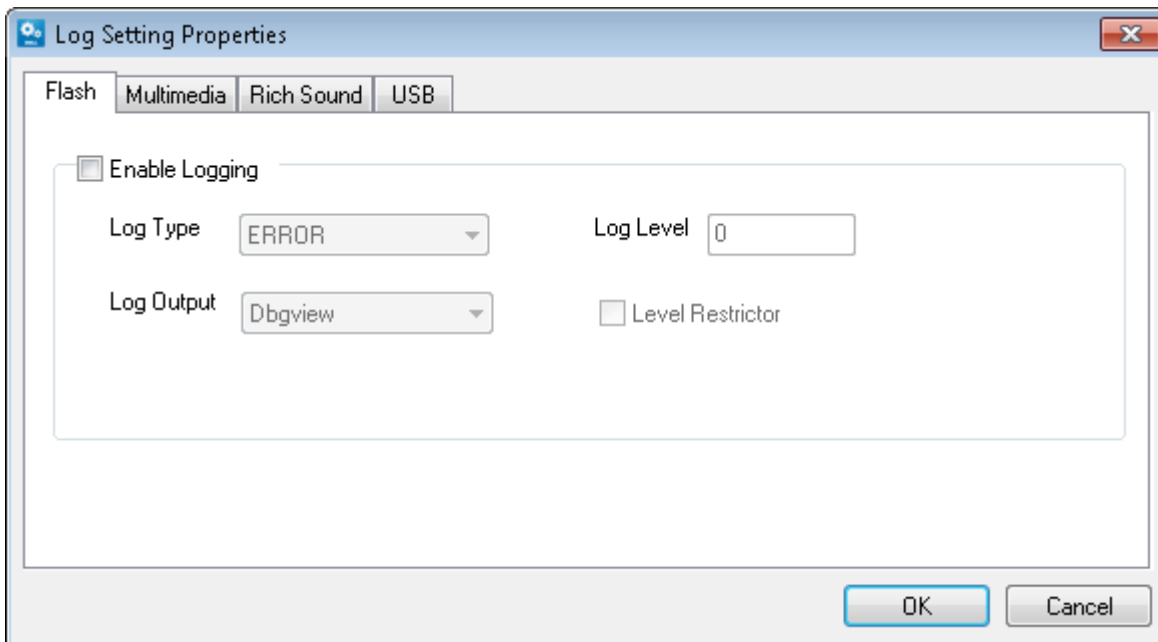 Log Setting Properties
Flash Multimedia Rich Sound USB
Enable Logging
Log Type ERROR Log Level 0
Log Output Dbgview Level Restrictor
OK Cancel